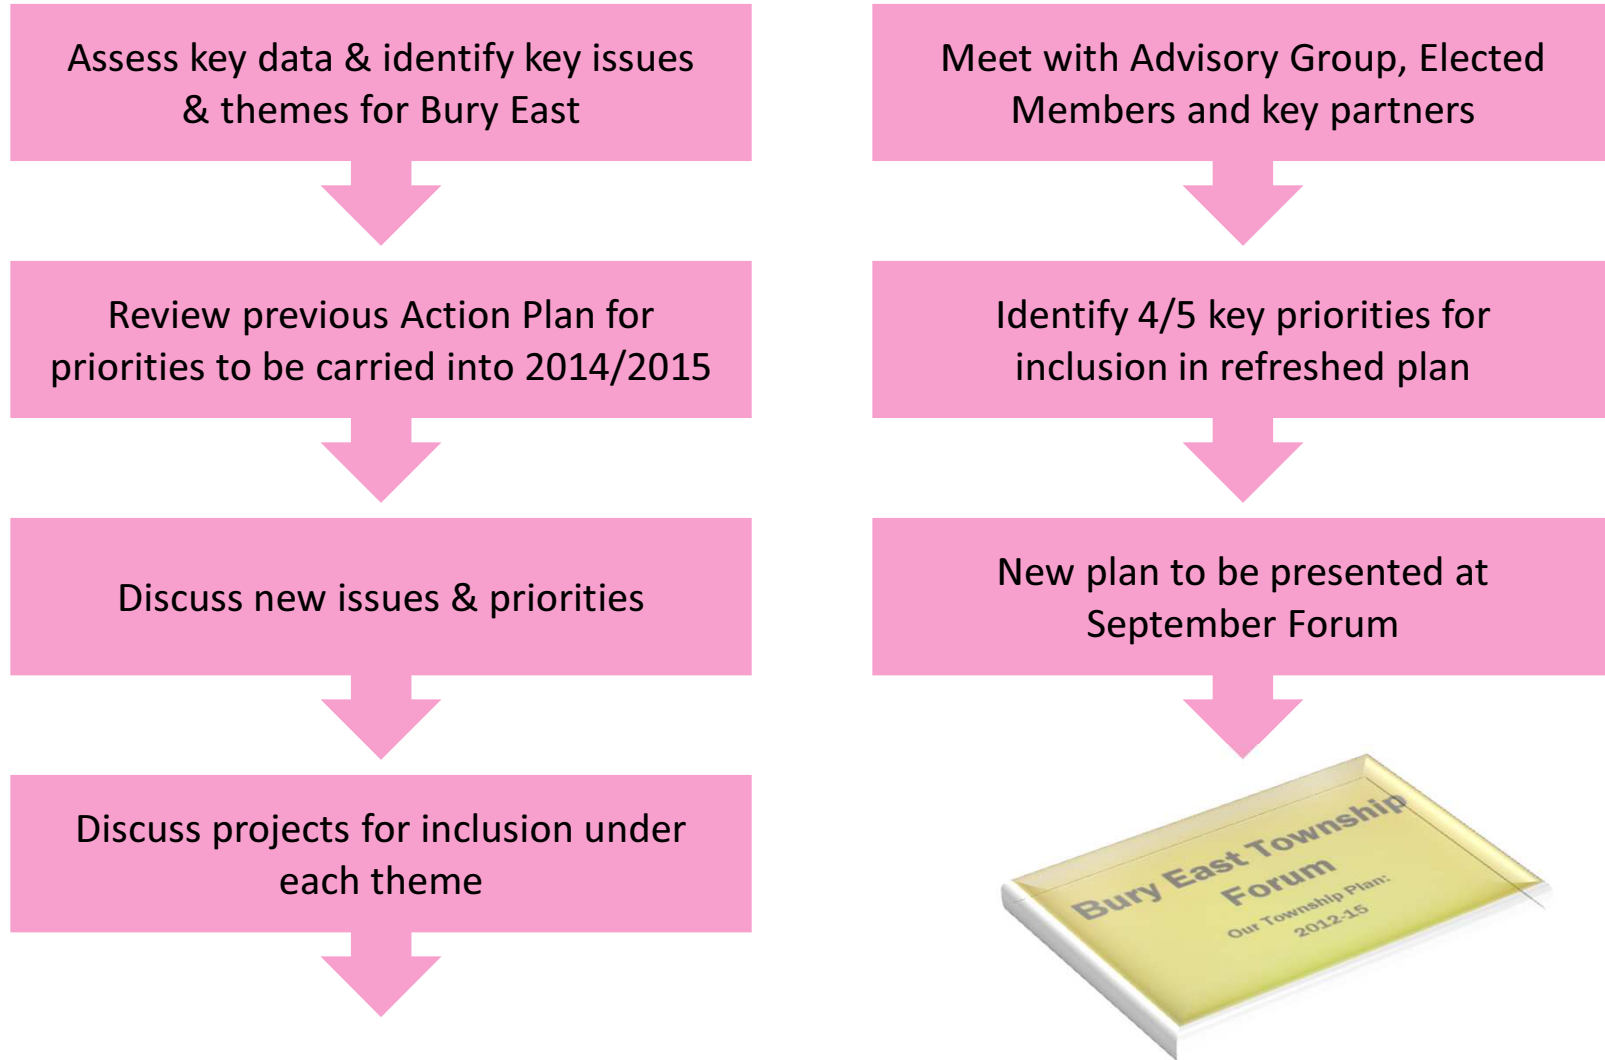 Assess key data & identify key issues
& themes for Bury East
Review previous Action Plan for
priorities to be carried into 2014/2015
Discuss new issues & priorities
Discuss projects for inclusion under
each theme
Meet with Advisory Group, Elected
Members and key partners
Identify 4/5 key priorities for
inclusion in refreshed plan
New plan to be presented at
September Forum
Bury East Township
Forum
Our Township Plan:
2012-15